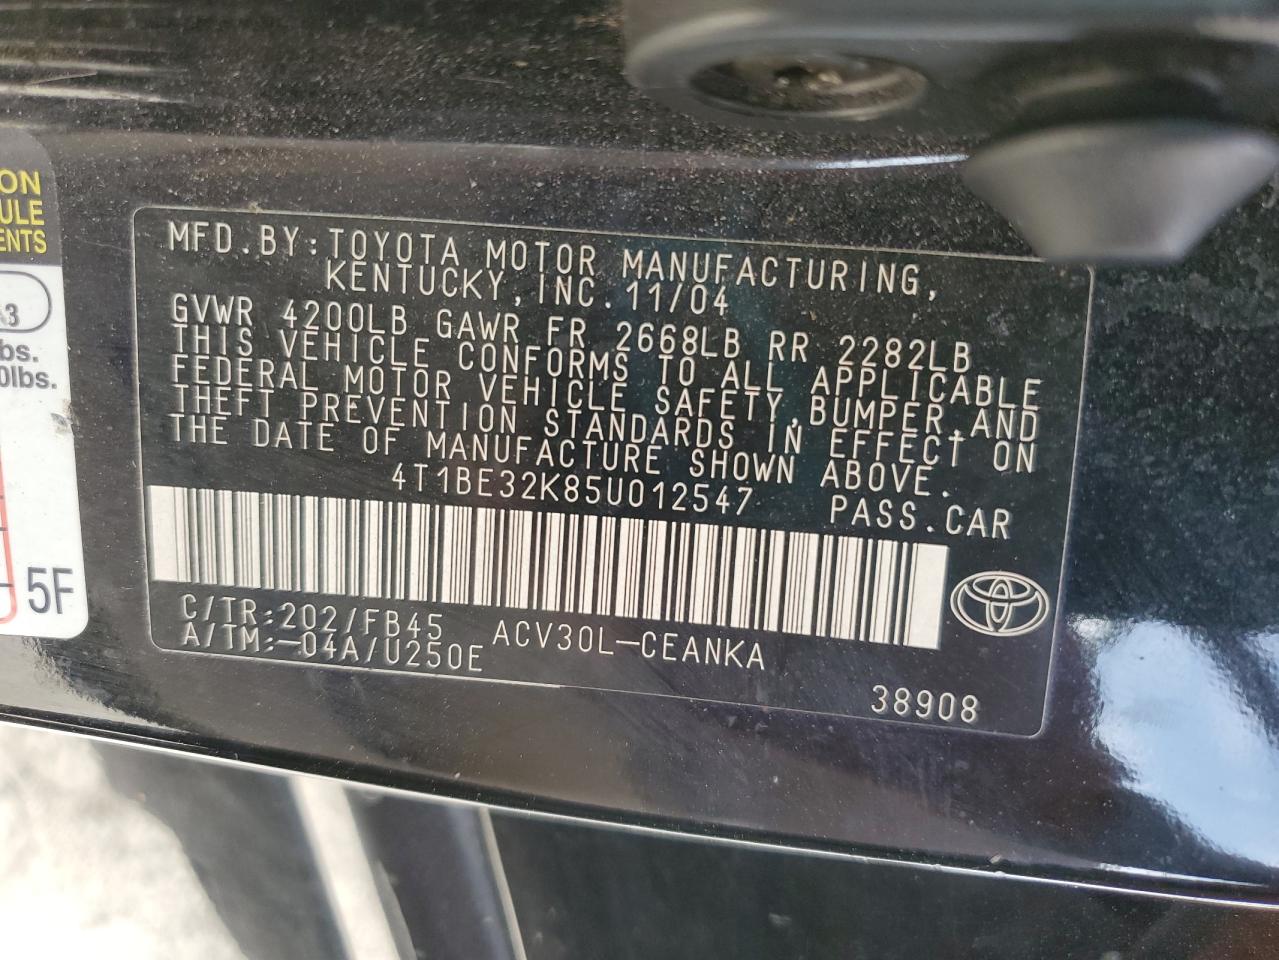 ON
ULE
ENTS
A3
bs.
0lbs.
5F
MFD.BY:TOYOTA MOTOR MANUFACTURING,
KENTUCKY,INC.11/04
GVWR 4200LB GAWR FR 2668LB RR 2282LB
THIS VEHICLE CONFORMS TO ALL APPLICABLE
FEDERAL MOTOR VEHICLE SAFETY,BUMPER,AND
THEFT PREVENTION STANDARDS IN EFFECT ON
THE DATE OF MANUFACTURE SHOWN ABOVE.
4T1BE32K85U012547 PASS.CAR
C/TR:202/FB45 ACV30L-CEANKA
A/TM:-04A/U250E
38908